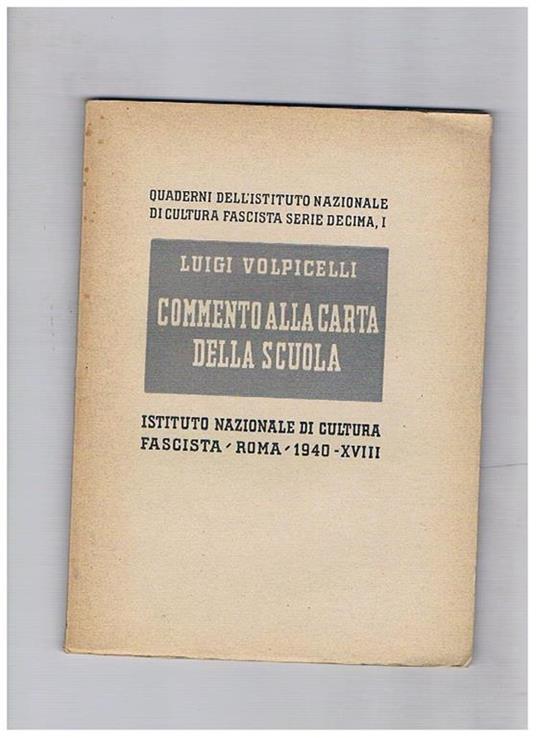 QUADERNI DELL'ISTITUTO NAZIONALE
DI CULTURA FASCISTA SERIE DECIMA, I
LUIGI VOLPICELLI
COMMENTO ALLA CARTA
DELLA SCUOLA
ISTITUTO NAZIONALE DI CULTURA
FASCISTA - ROMA - 1940 - XVIII